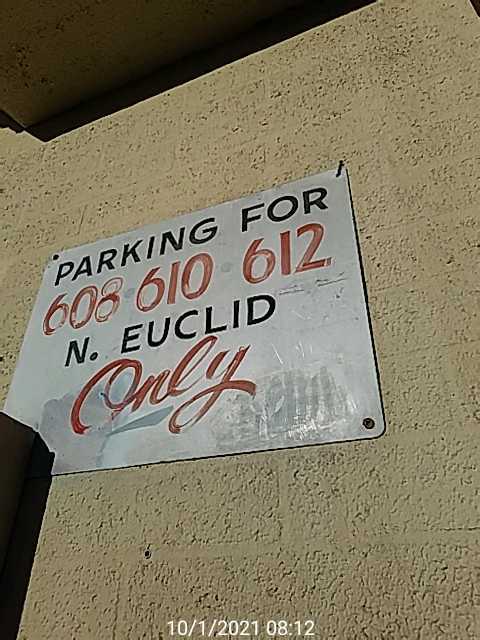 PARKING FOR
608 610 612
N. EUCLID
Only
10/1/2021 08:12